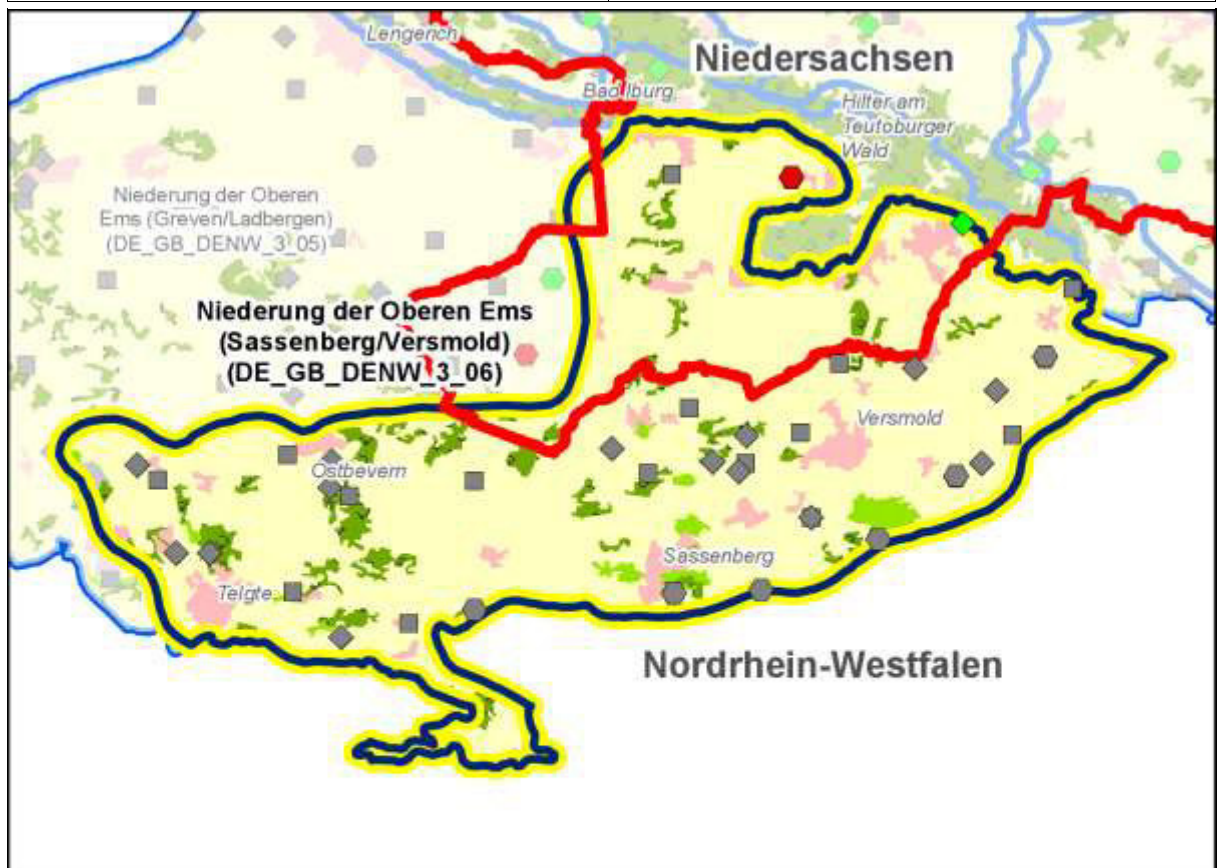 Lengerich
Niedersachsen
Bad Iburg
Hilter am
Teutoburger
Wald
Niederung der Oberen
Ems (Greven/Ladbergen)
(DE_GB_DENW_3_05)
Niederung der Oberen Ems
(Sassenberg/Versmold)
(DE_GB_DENW_3_06)
Versmold
Ostbevern
Sassenberg
Telgte
Nordrhein-Westfalen